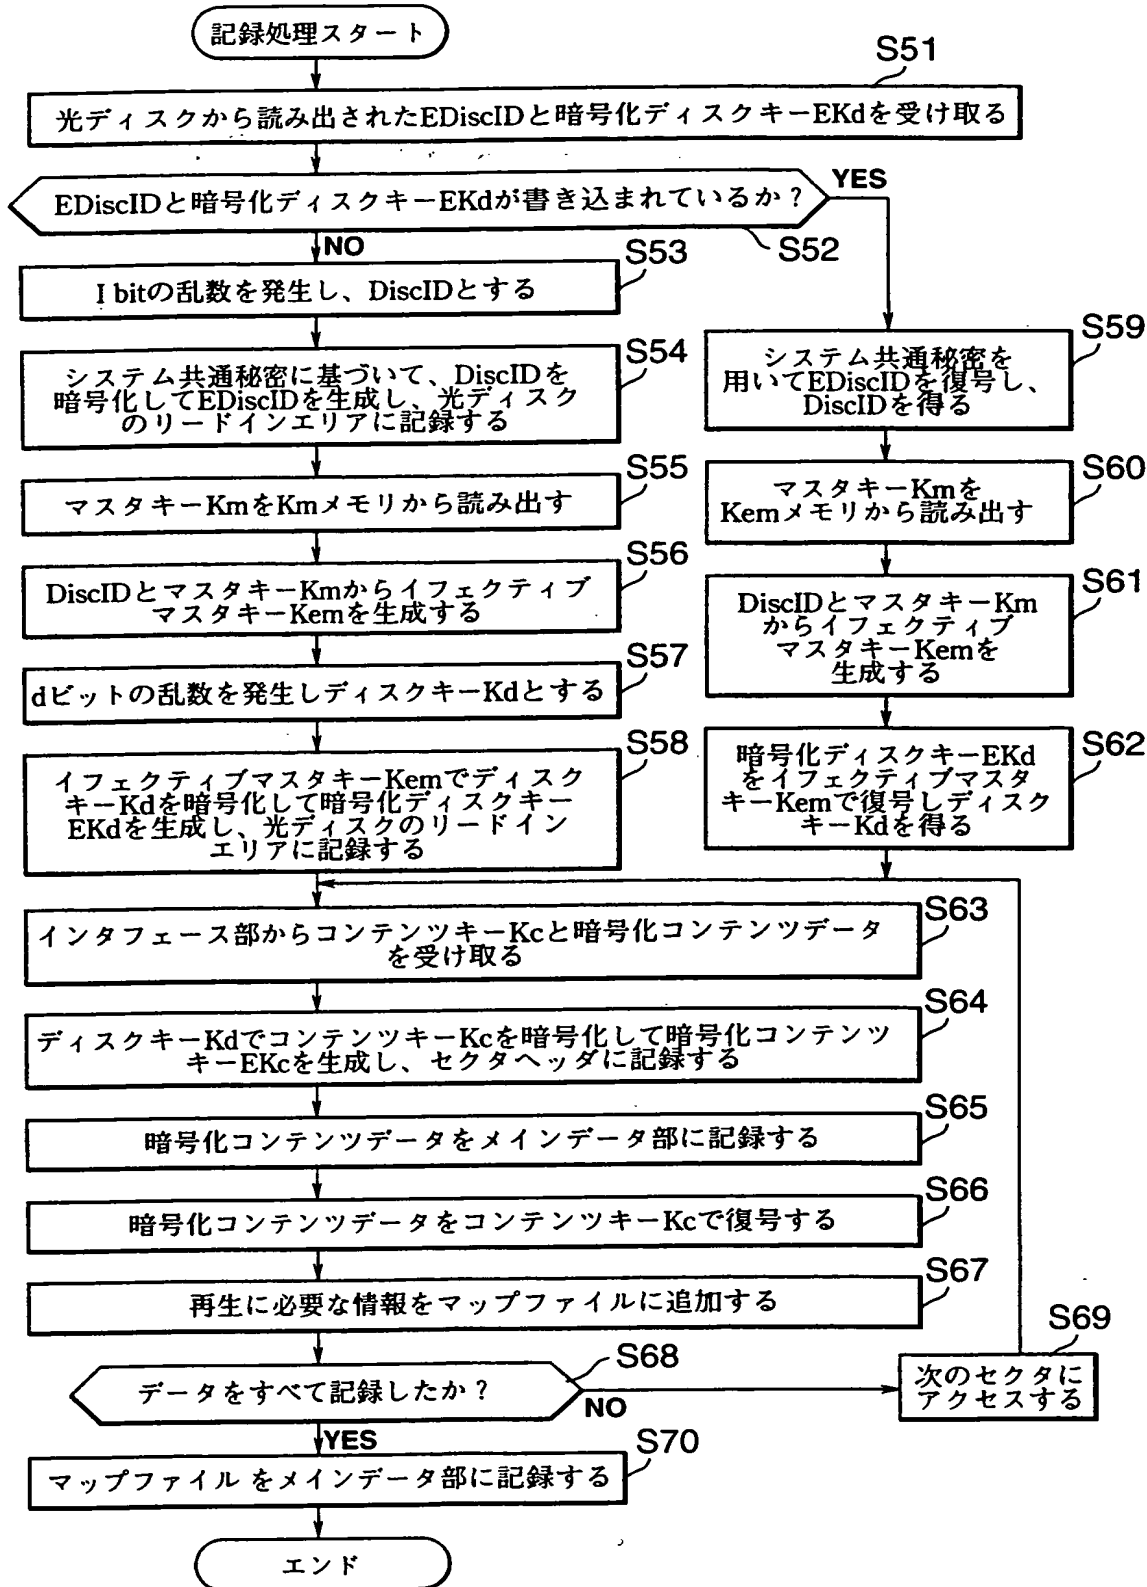 記録処理スタート
S51
光ディスクから読み出されたEDiscIDと暗号化ディスクキーEKdを受け取る
EDiscIDと暗号化ディスクキーEKdが書き込まれているか？
YES
S52
NO
S53
I bitの乱数を発生し、DiscIDとする
S54
システム共通秘密に基づいて、DiscIDを
暗号化してEDiscIDを生成し、光ディスク
のリードインエリアに記録する
S55
マスタキーKmをKmメモリから読み出す
S56
DiscIDとマスタキーKmからイフェクティブ
マスタキーKemを生成する
S57
dビットの乱数を発生しディスクキーKdとする
S58
イフェクティブマスタキーKemでディスク
キーKdを暗号化して暗号化ディスクキー
EKdを生成し、光ディスクのリードイン
エリアに記録する
S59
システム共通秘密を
用いてEDiscIDを復号し、
DiscIDを得る
S60
マスタキーKmを
Kemメモリから読み出す
S61
DiscIDとマスタキーKm
からイフェクティブ
マスタキーKemを
生成する
S62
暗号化ディスクキーEKd
をイフェクティブマスタ
キーKemで復号しディスク
キーKdを得る
S63
インタフェース部からコンテンツキーKcと暗号化コンテンツデータ
を受け取る
S64
ディスクキーKdでコンテンツキーKcを暗号化して暗号化コンテンツ
キーEKcを生成し、セクタヘッダに記録する
S65
暗号化コンテンツデータをメインデータ部に記録する
S66
暗号化コンテンツデータをコンテンツキーKcで復号する
S67
再生に必要な情報をマップファイルに追加する
S68
データをすべて記録したか？
NO
S69
次のセクタに
アクセスする
YES
S70
マップファイルをメインデータ部に記録する
エンド